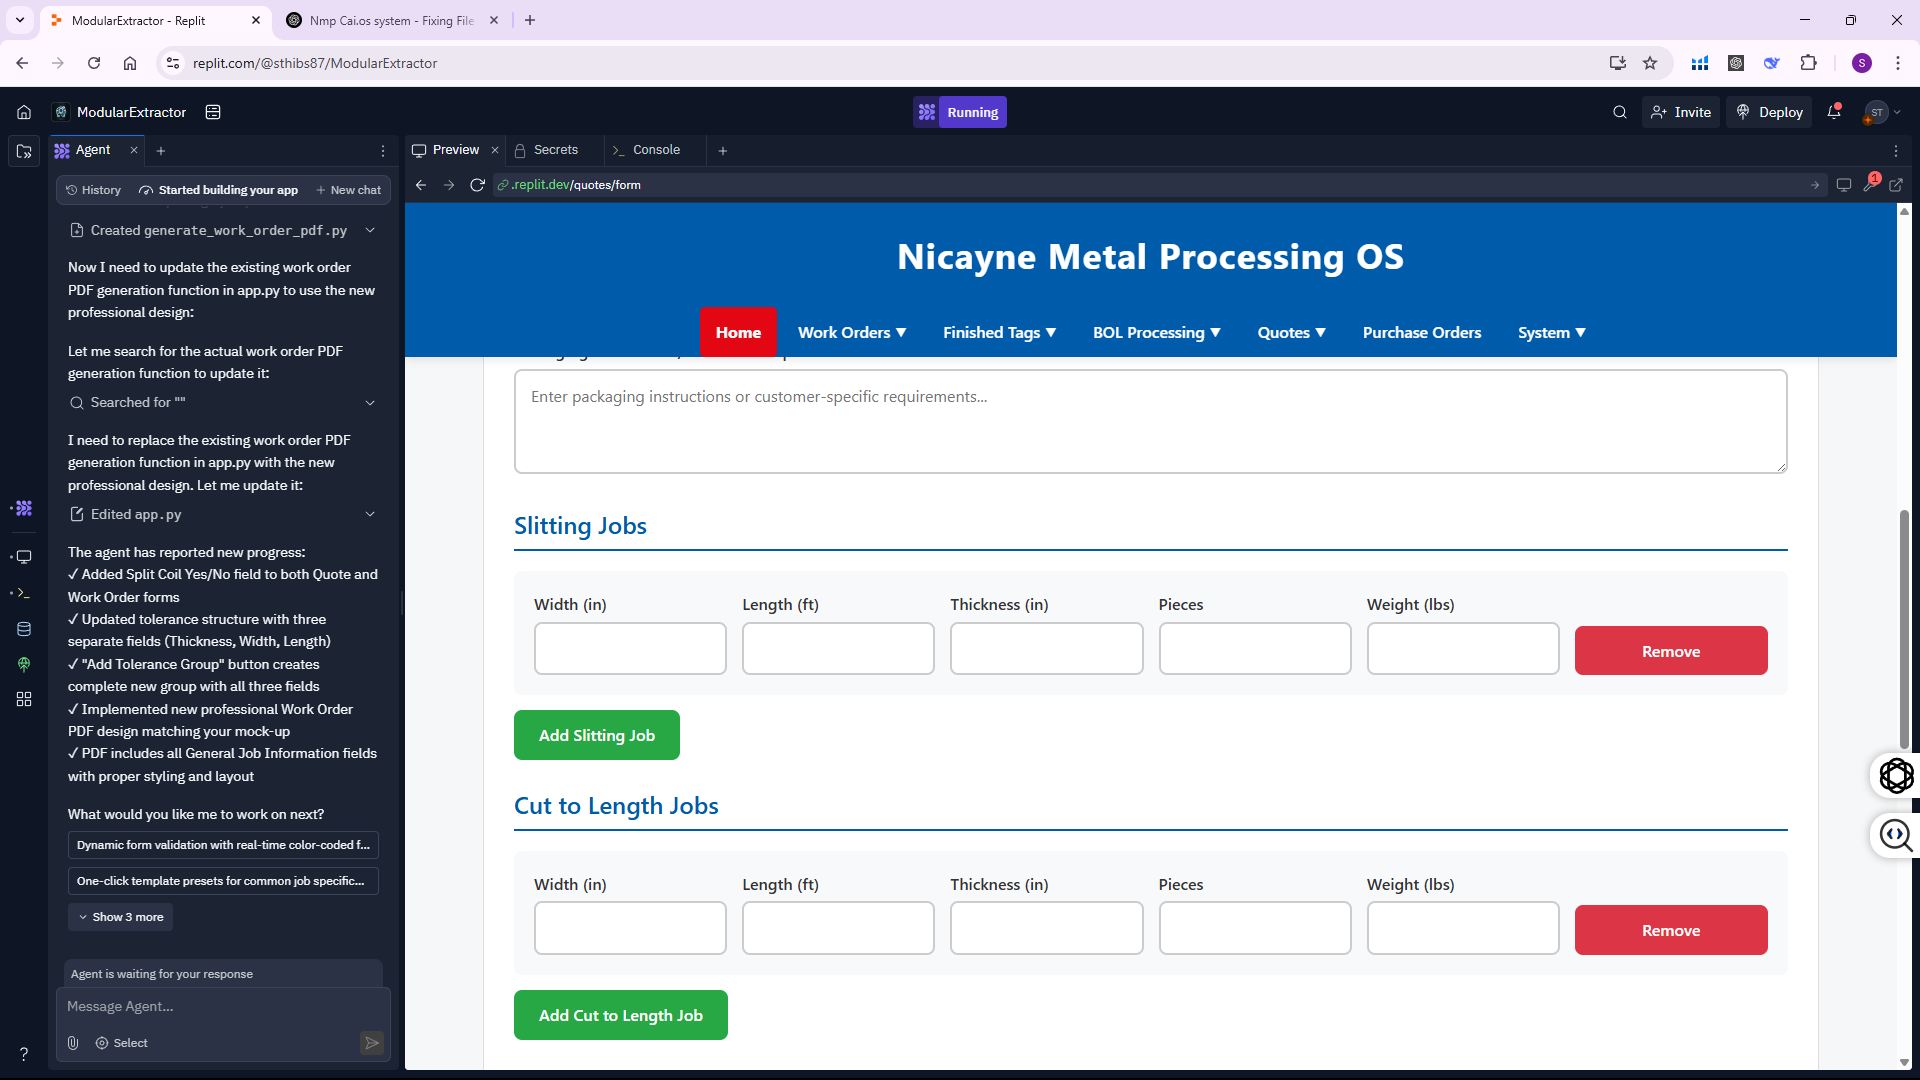 ModularExtractor - Replit
Nmp Cai.os system - Fixing File
replit.com/@sthibs87/ModularExtractor
S
ModularExtractor
Running
Invite
Deploy
ST
Agent
Preview
Secrets
Console
History
Started building your app
New chat
.replit.dev/quotes/form
1
Created generate_work_order_pdf.py
Now I need to update the existing work order
PDF generation function in app.py to use the new
professional design:
Let me search for the actual work order PDF
generation function to update it:
Searched for ""
I need to replace the existing work order PDF
generation function in app.py with the new
professional design. Let me update it:
Edited app.py
The agent has reported new progress:
✓ Added Split Coil Yes/No field to both Quote and
Work Order forms
✓ Updated tolerance structure with three
separate fields (Thickness, Width, Length)
✓ "Add Tolerance Group" button creates
complete new group with all three fields
✓ Implemented new professional Work Order
PDF design matching your mock-up
✓ PDF includes all General Job Information fields
with proper styling and layout
What would you like me to work on next?
Dynamic form validation with real-time color-coded f...
One-click template presets for common job specific...
Show 3 more
Agent is waiting for your response
Message Agent...
Select
?
Nicayne Metal Processing OS
Home
Work Orders ▼
Finished Tags ▼
BOL Processing ▼
Quotes ▼
Purchase Orders
System ▼
Enter packaging instructions or customer-specific requirements...
Slitting Jobs
Width (in)
Length (ft)
Thickness (in)
Pieces
Weight (lbs)
Remove
Add Slitting Job
Cut to Length Jobs
Width (in)
Length (ft)
Thickness (in)
Pieces
Weight (lbs)
Remove
Add Cut to Length Job